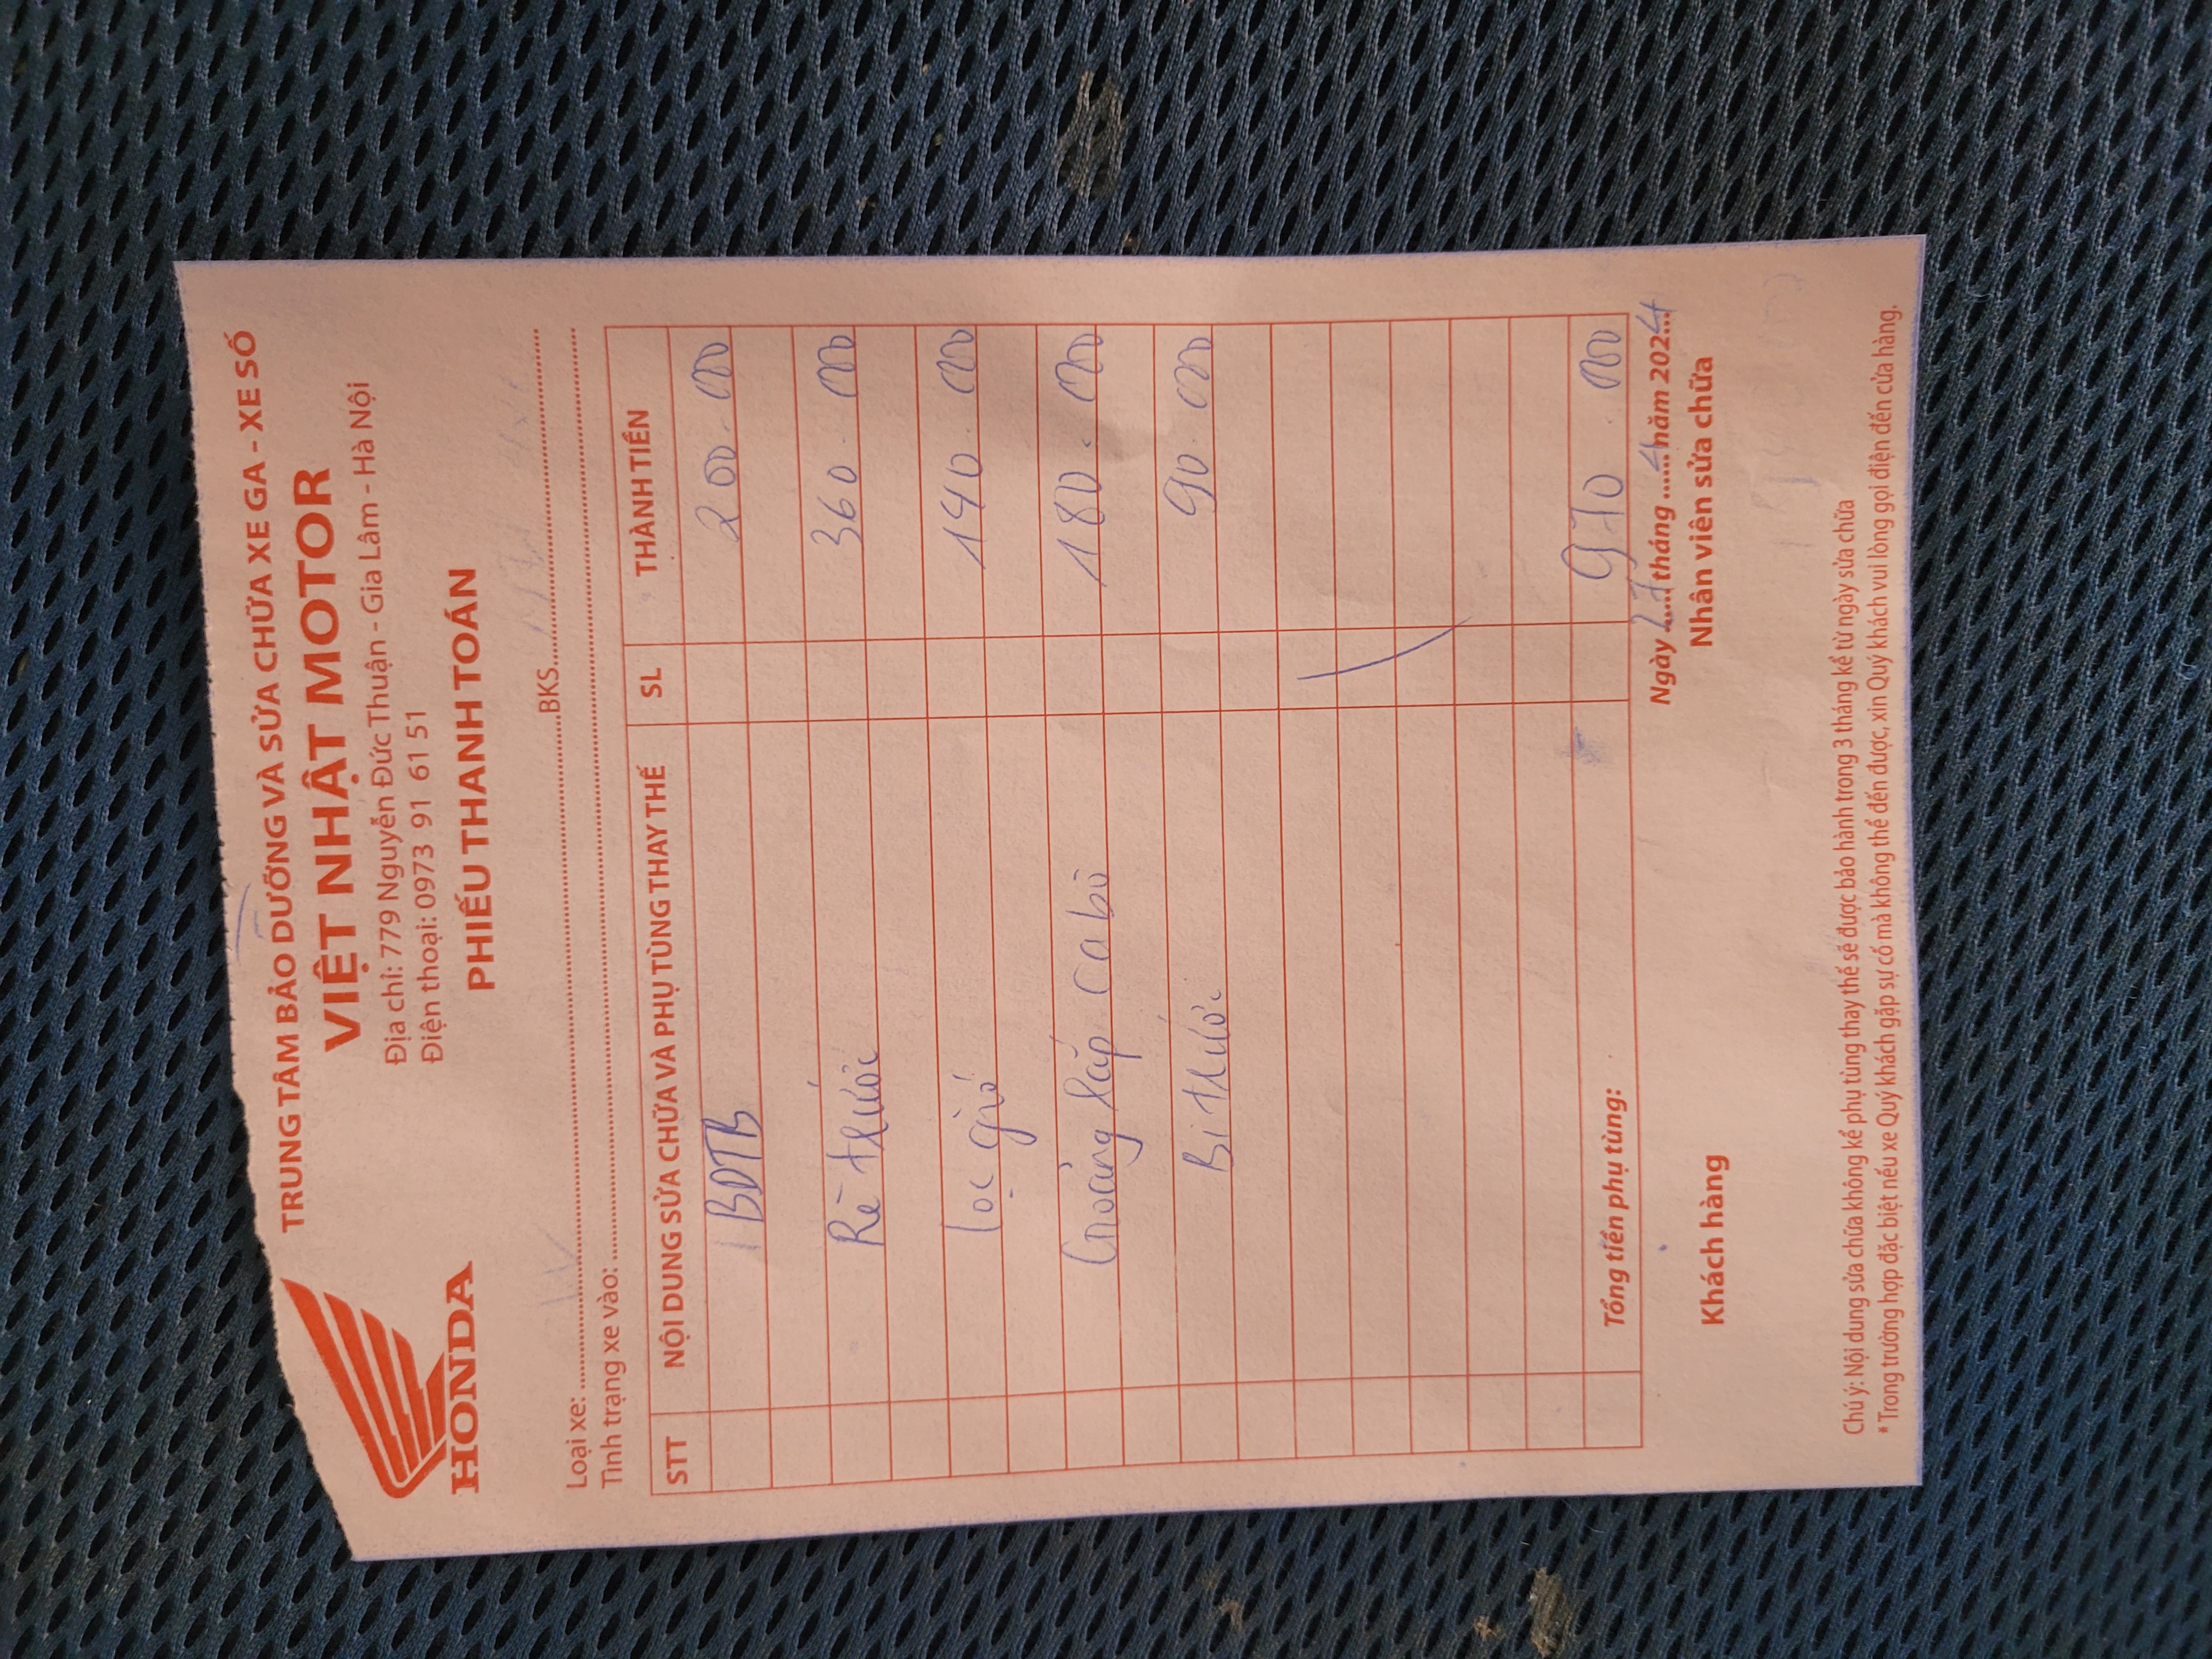 TRUNG TÂM BẢO DƯỠNG VÀ SỬA CHỮA XE GA - XE SỐ
VIỆT NHẬT MOTOR
Địa chỉ: 779 Nguyễn Đức Thuận - Gia Lâm - Hà Nội
Điện thoại: 0973 91 61 51
HONDA
PHIẾU THANH TOÁN
Loại xe: BKS
Tình trạng xe vào:
STT NỘI DUNG SỬA CHỮA VÀ PHỤ TÙNG THAY THẾ SL THÀNH TIỀN
BDTB 200.000
Rè trước 360.000
lọc gió 140.000
Gioăng lắp cabô 180.000
Bi trước 90.000
Tổng tiền phụ tùng: 970.000
Ngày 27 tháng 4 năm 2024
Khách hàng Nhân viên sửa chữa
Chú ý: Nội dung sửa chữa không kể phụ tùng thay thế sẽ được bảo hành trong 3 tháng kể từ ngày sửa chữa
* Trong trường hợp đặc biệt nếu xe Quý khách gặp sự cố mà không thể đến được, xin Quý khách vui lòng gọi điện đến cửa hàng.